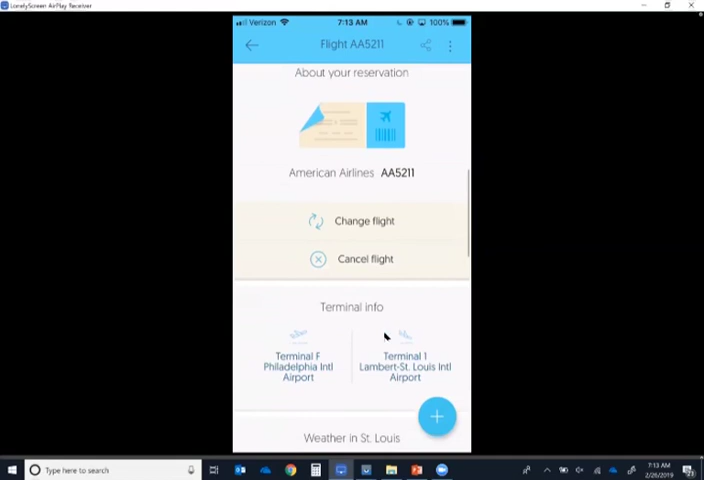 LonelyScreen AirPlay Receiver
Verizon
7:13 AM
100%
Flight AA5211
About your reservation
American Airlines AA5211
Change flight
Cancel flight
Terminal info
Terminal F
Philadelphia Intl
Airport
Terminal 1
Lambert-St. Louis Intl
Airport
Weather in St. Louis
Type here to search
7:13 AM
2/26/2019